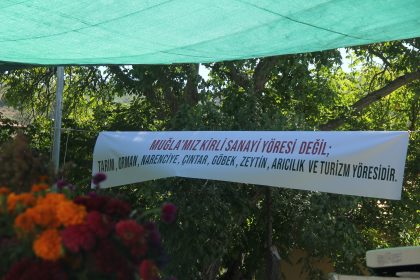 MUĞLA'MIZ KİRLİ SANAYİ YÖRESİ DEĞİL;
TARIM, ORMAN, NARENCİYE, ÇINTAR, GÖBEK, ZEYTİN, ARICILIK VE TURİZM YÖRESİDİR.